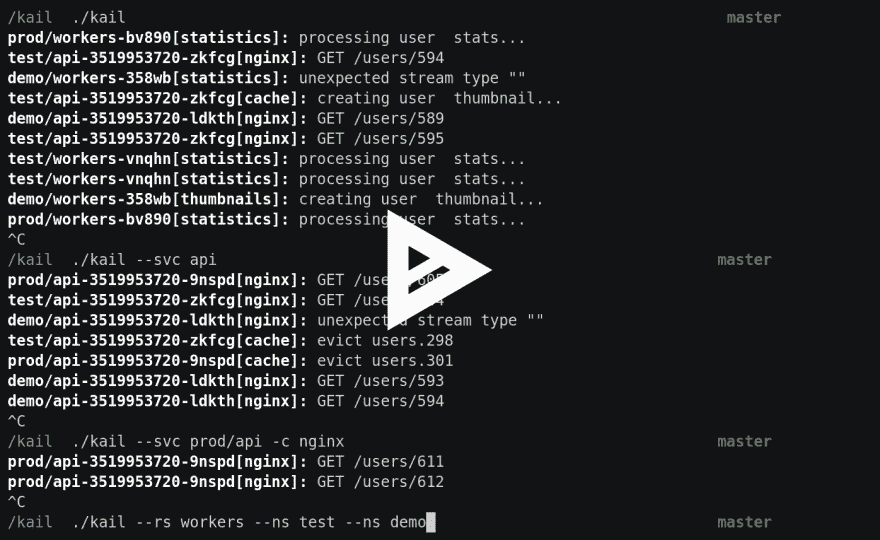 /kail ./kail master
prod/workers-bv890[statistics]: processing user  stats...
test/api-3519953720-zkfcg[nginx]: GET /users/594
demo/workers-358wb[statistics]: unexpected stream type ""
test/api-3519953720-zkfcg[cache]: creating user  thumbnail...
demo/api-3519953720-ldkth[nginx]: GET /users/589
test/api-3519953720-zkfcg[nginx]: GET /users/595
test/workers-vnqhn[statistics]: processing user  stats...
test/workers-vnqhn[statistics]: processing user  stats...
demo/workers-358wb[thumbnails]: creating user  thumbnail...
prod/workers-bv890[statistics]: processing user  stats...
^C
/kail ./kail --svc api master
prod/api-3519953720-9nspd[nginx]: GET
test/api-3519953720-zkfcg[nginx]: GET
demo/api-3519953720-ldkth[nginx]: unexpected stream type ""
test/api-3519953720-zkfcg[cache]: evict users.298
prod/api-3519953720-9nspd[cache]: evict users.301
demo/api-3519953720-ldkth[nginx]: GET /users/593
demo/api-3519953720-ldkth[nginx]: GET /users/594
^C
/kail ./kail --svc prod/api -c nginx master
prod/api-3519953720-9nspd[nginx]: GET /users/611
prod/api-3519953720-9nspd[nginx]: GET /users/612
^C
/kail ./kail --rs workers --ns test --ns demo master